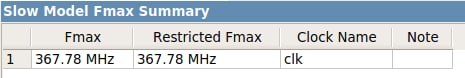 Slow Model Fmax Summary
Fmax Restricted Fmax Clock Name Note
1 367.78 MHz 367.78 MHz clk